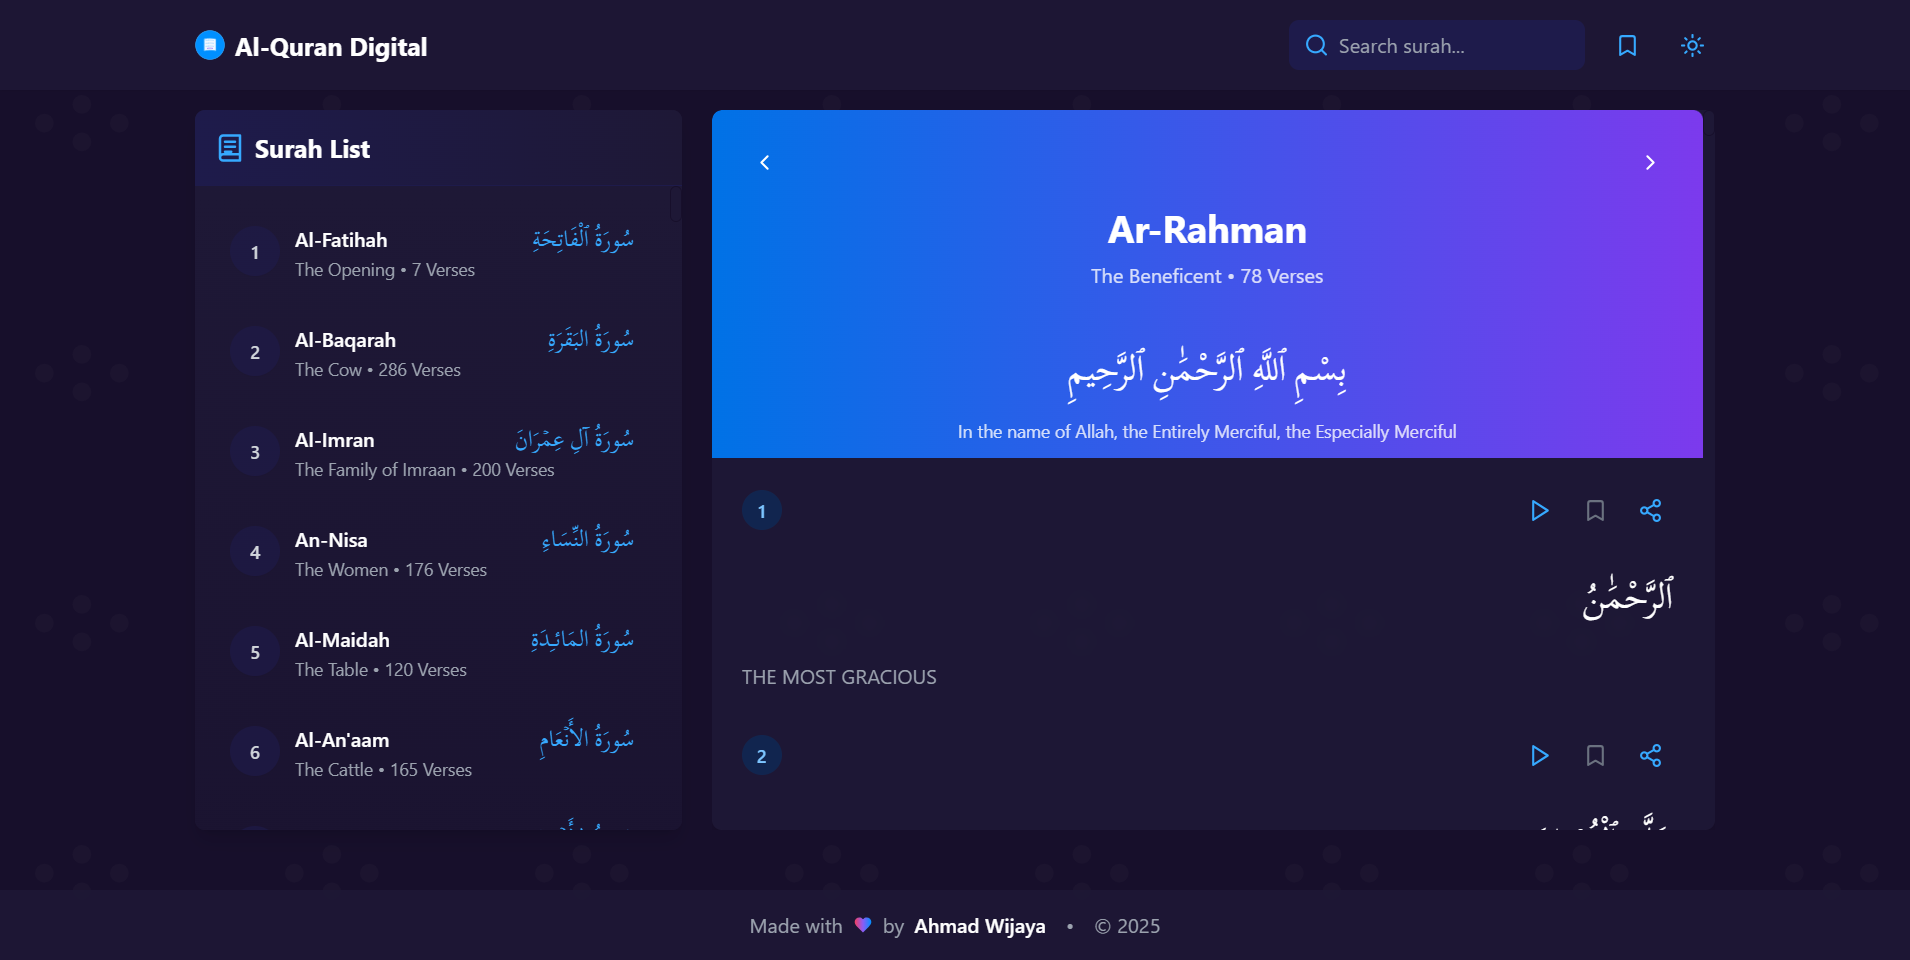 Al-Quran Digital
Search surah...
Surah List
1
Al-Fatihah
سُورَةُ ٱلْفَاتِحَةِ
The Opening • 7 Verses
2
Al-Baqarah
سُورَةُ البَقَرَةِ
The Cow • 286 Verses
3
Al-Imran
سُورَةُ آلِ عِمۡرَانَ
The Family of Imraan • 200 Verses
4
An-Nisa
سُورَةُ النِّسَاءِ
The Women • 176 Verses
5
Al-Maidah
سُورَةُ المَائـِدَةِ
The Table • 120 Verses
6
Al-An'aam
سُورَةُ الأَنۡعَامِ
The Cattle • 165 Verses
Ar-Rahman
The Beneficent • 78 Verses
بِسْمِ ٱللَّهِ ٱلرَّحْمَٰنِ ٱلرَّحِيمِ
In the name of Allah, the Entirely Merciful, the Especially Merciful
1
ٱلرَّحْمَٰنُ
THE MOST GRACIOUS
2
Made with by Ahmad Wijaya • © 2025